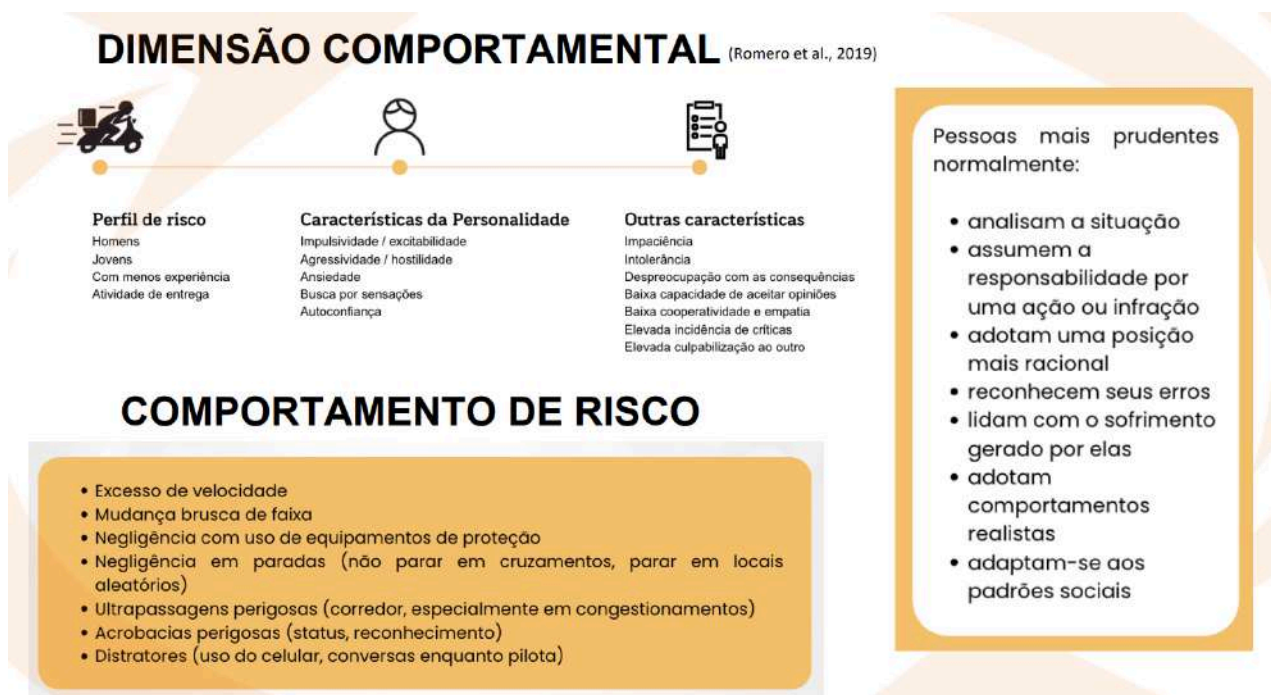 DIMENSÃO COMPORTAMENTAL (Romero et al., 2019)
Perfil de risco
Homens
Jovens
Com menos experiência
Atividade de entrega
Características da Personalidade
Impulsividade / excitabilidade
Agressividade / hostilidade
Ansiedade
Busca por sensações
Autoconfiança
Outras características
Impaciência
Intolerância
Despreocupação com as consequências
Baixa capacidade de aceitar opiniões
Baixa cooperatividade e empatia
Elevada incidência de críticas
Elevada culpabilização ao outro
COMPORTAMENTO DE RISCO
• Excesso de velocidade
• Mudança brusca de faixa
• Negligência com uso de equipamentos de proteção
• Negligência em paradas (não parar em cruzamentos, parar em locais
aleatórios)
• Ultrapassagens perigosas (corredor, especialmente em congestionamentos)
• Acrobacias perigosas (status, reconhecimento)
• Distratores (uso do celular, conversas enquanto pilota)
Pessoas mais prudentes
normalmente:
• analisam a situação
• assumem a
responsabilidade por
uma ação ou infração
• adotam uma posição
mais racional
• reconhecem seus erros
• lidam com o sofrimento
gerado por elas
• adotam
comportamentos
realistas
• adaptam-se aos
padrões sociais